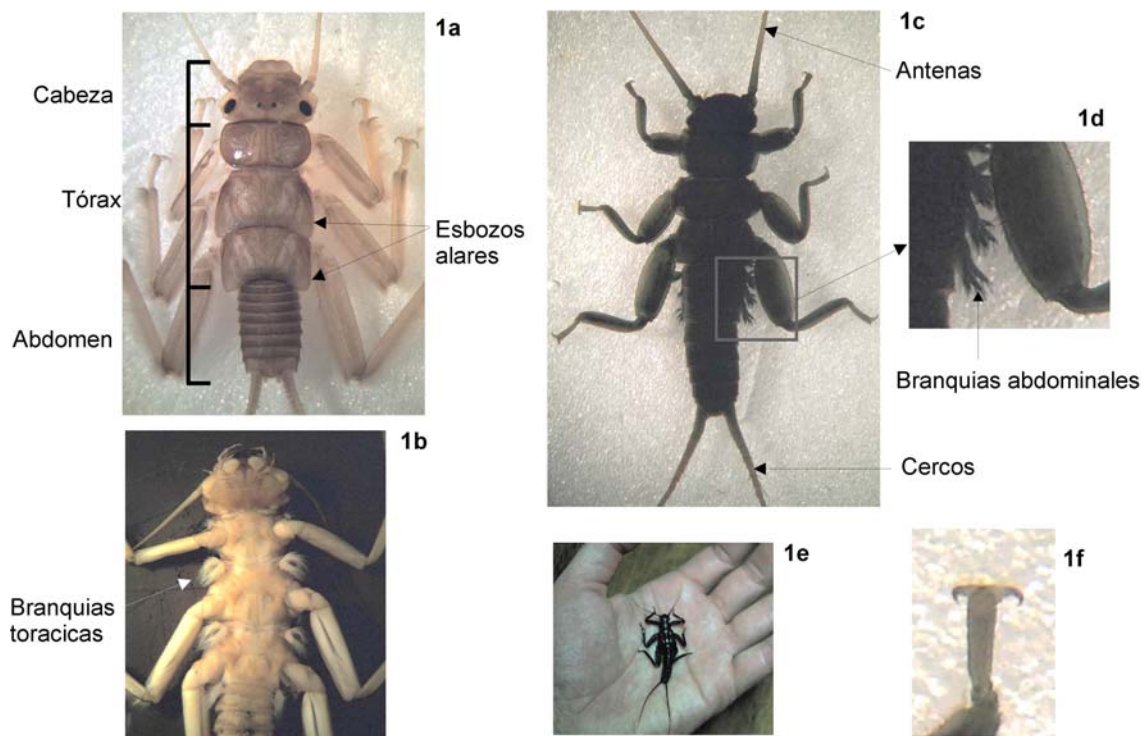 1a
Cabeza
Tórax
Abdomen
Esbozos
alares
1b
Branquias
toracicas
1c
Antenas
1d
Branquias abdominales
Cercos
1e
1f